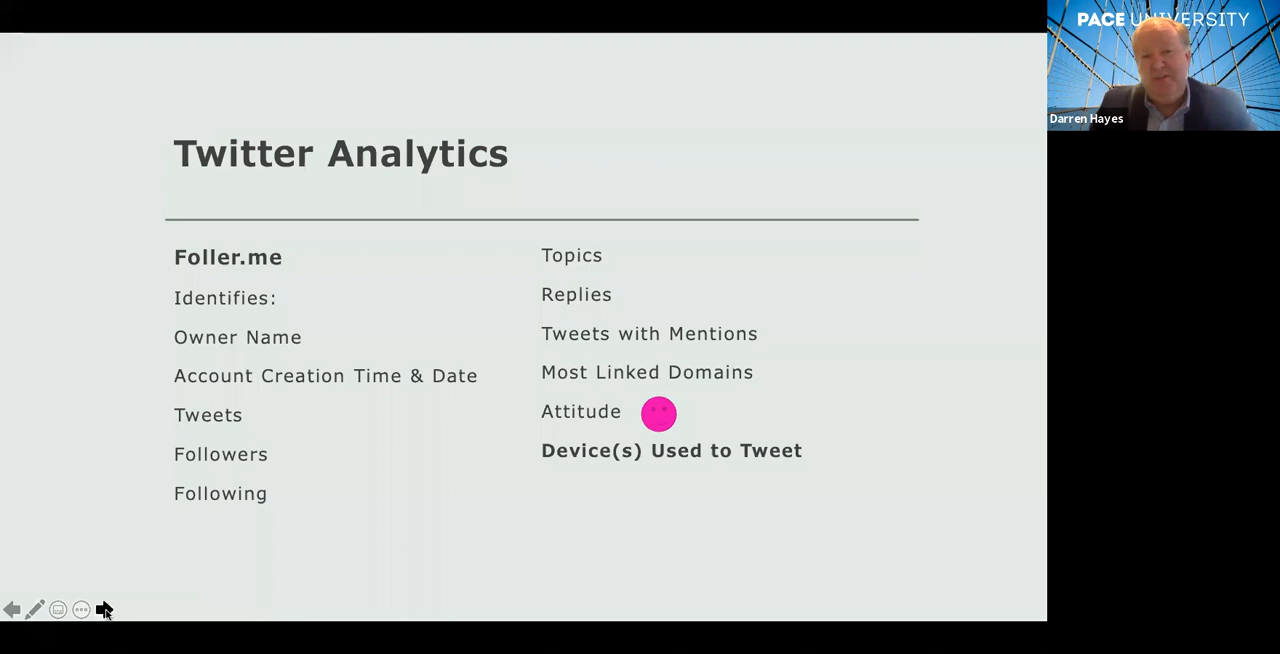 Twitter Analytics
Foller.me
Identifies:
Owner Name
Account Creation Time & Date
Tweets
Followers
Following
Topics
Replies
Tweets with Mentions
Most Linked Domains
Attitude
Device(s) Used to Tweet
PACE UNIVERSITY
Darren Hayes